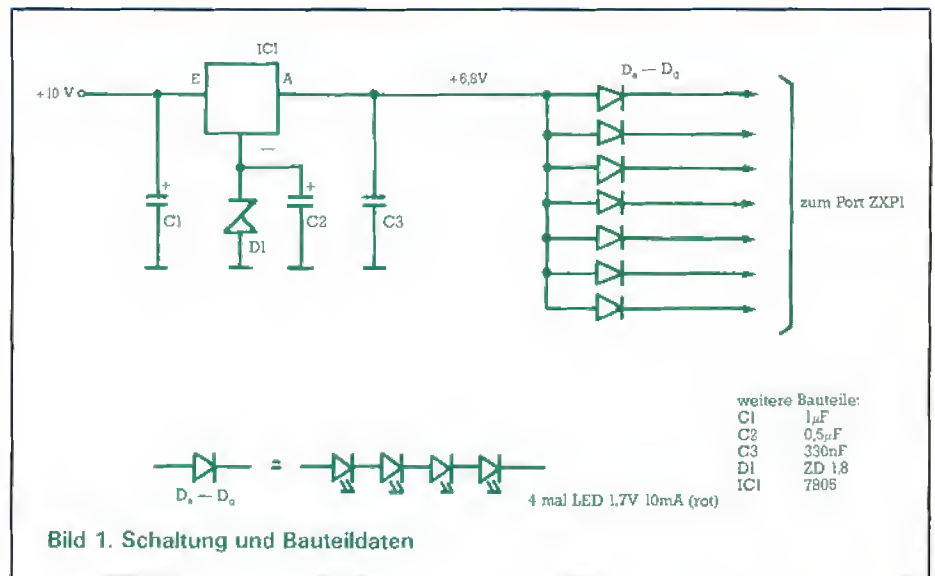 IC1
E
A
+10 V
+6,8V
Da — Dg
—
+
C1
D1
+
C2
C3
zum Port ZXP1
weitere Bauteile:
C1 1µF
C2 0,5µF
C3 330nF
D1 ZD 1,8
IC1 7805
Da — Dg
=
4 mal LED 1,7V 10mA (rot)
Bild 1. Schaltung und Bauteildaten